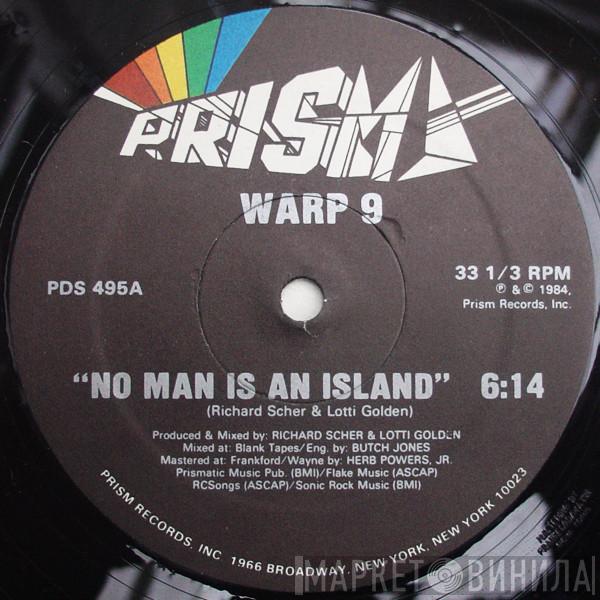 PRISM
WARP 9
PDS 495A
33 1/3 RPM
℗ & © 1984,
Prism Records, Inc.
"NO MAN IS AN ISLAND" 6:14
(Richard Scher & Lotti Golden)
Produced & Mixed by: RICHARD SCHER & LOTTI GOLDEN
Mixed at: Blank Tapes/Eng. by: BUTCH JONES
Mastered at: Frankford/Wayne by: HERB POWERS, JR.
Prismatic Music Pub. (BMI)/Flake Music (ASCAP)
RCSongs (ASCAP)/Sonic Rock Music (BMI)
PRISM RECORDS, INC 1966 BROADWAY, NEW YORK, NEW YORK 10023
МАРКЕТ ВИНИЛА